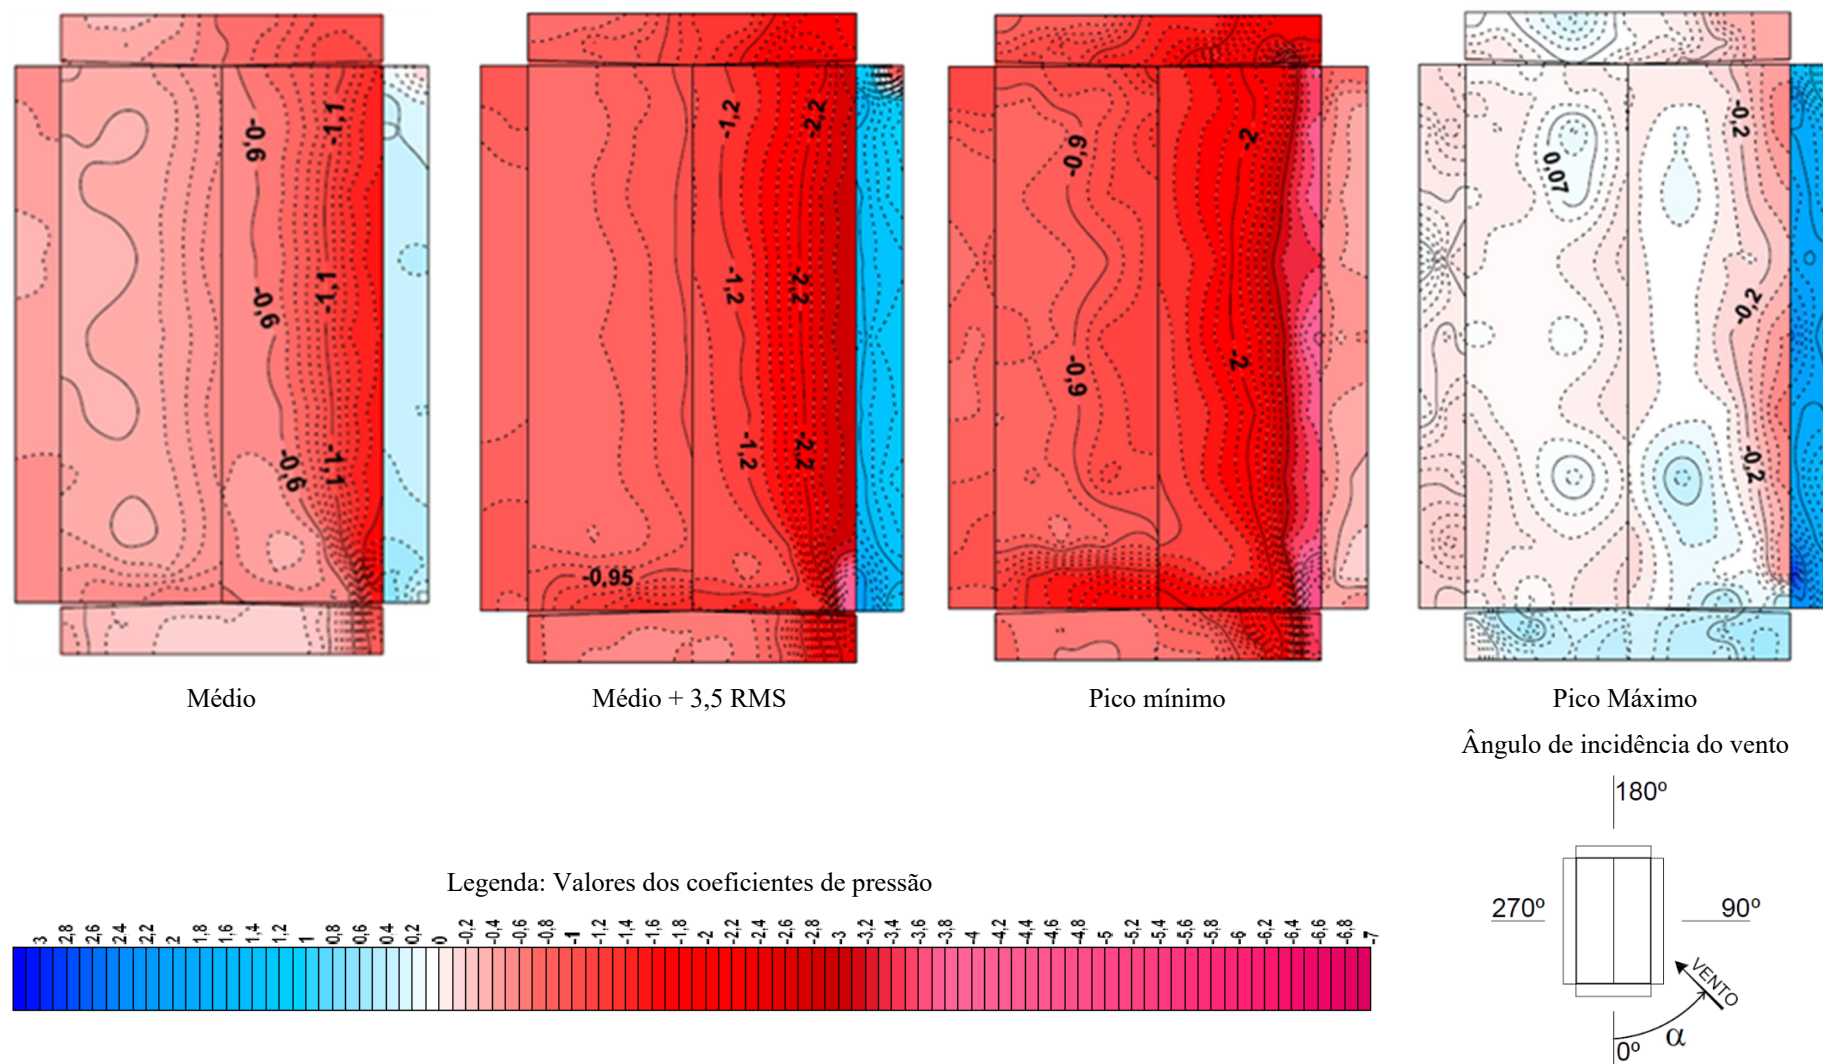 -0,6
-1,1
-0,6
-1,1
-0,6
-1,1
-1,2
-2,2
-1,2
-2,2
-1,2
-2,2
-0,95
-0,9
-2
-0,9
-2
0,07
-0,2
-0,2
-0,2
Médio
Médio + 3,5 RMS
Pico mínimo
Pico Máximo
Ângulo de incidência do vento
180º
270º
90º
VENTO
α
0º
Legenda: Valores dos coeficientes de pressão
3 2,8 2,6 2,4 2,2 2 1,8 1,6 1,4 1,2 1 0,8 0,6 0,4 0,2 0 -0,2 -0,4 -0,6 -0,8 -1 -1,2 -1,4 -1,6 -1,8 -2 -2,2 -2,4 -2,6 -2,8 -3 -3,2 -3,4 -3,6 -3,8 -4 -4,2 -4,4 -4,6 -4,8 -5 -5,2 -5,4 -5,6 -5,8 -6 -6,2 -6,4 -6,6 -6,8 -7